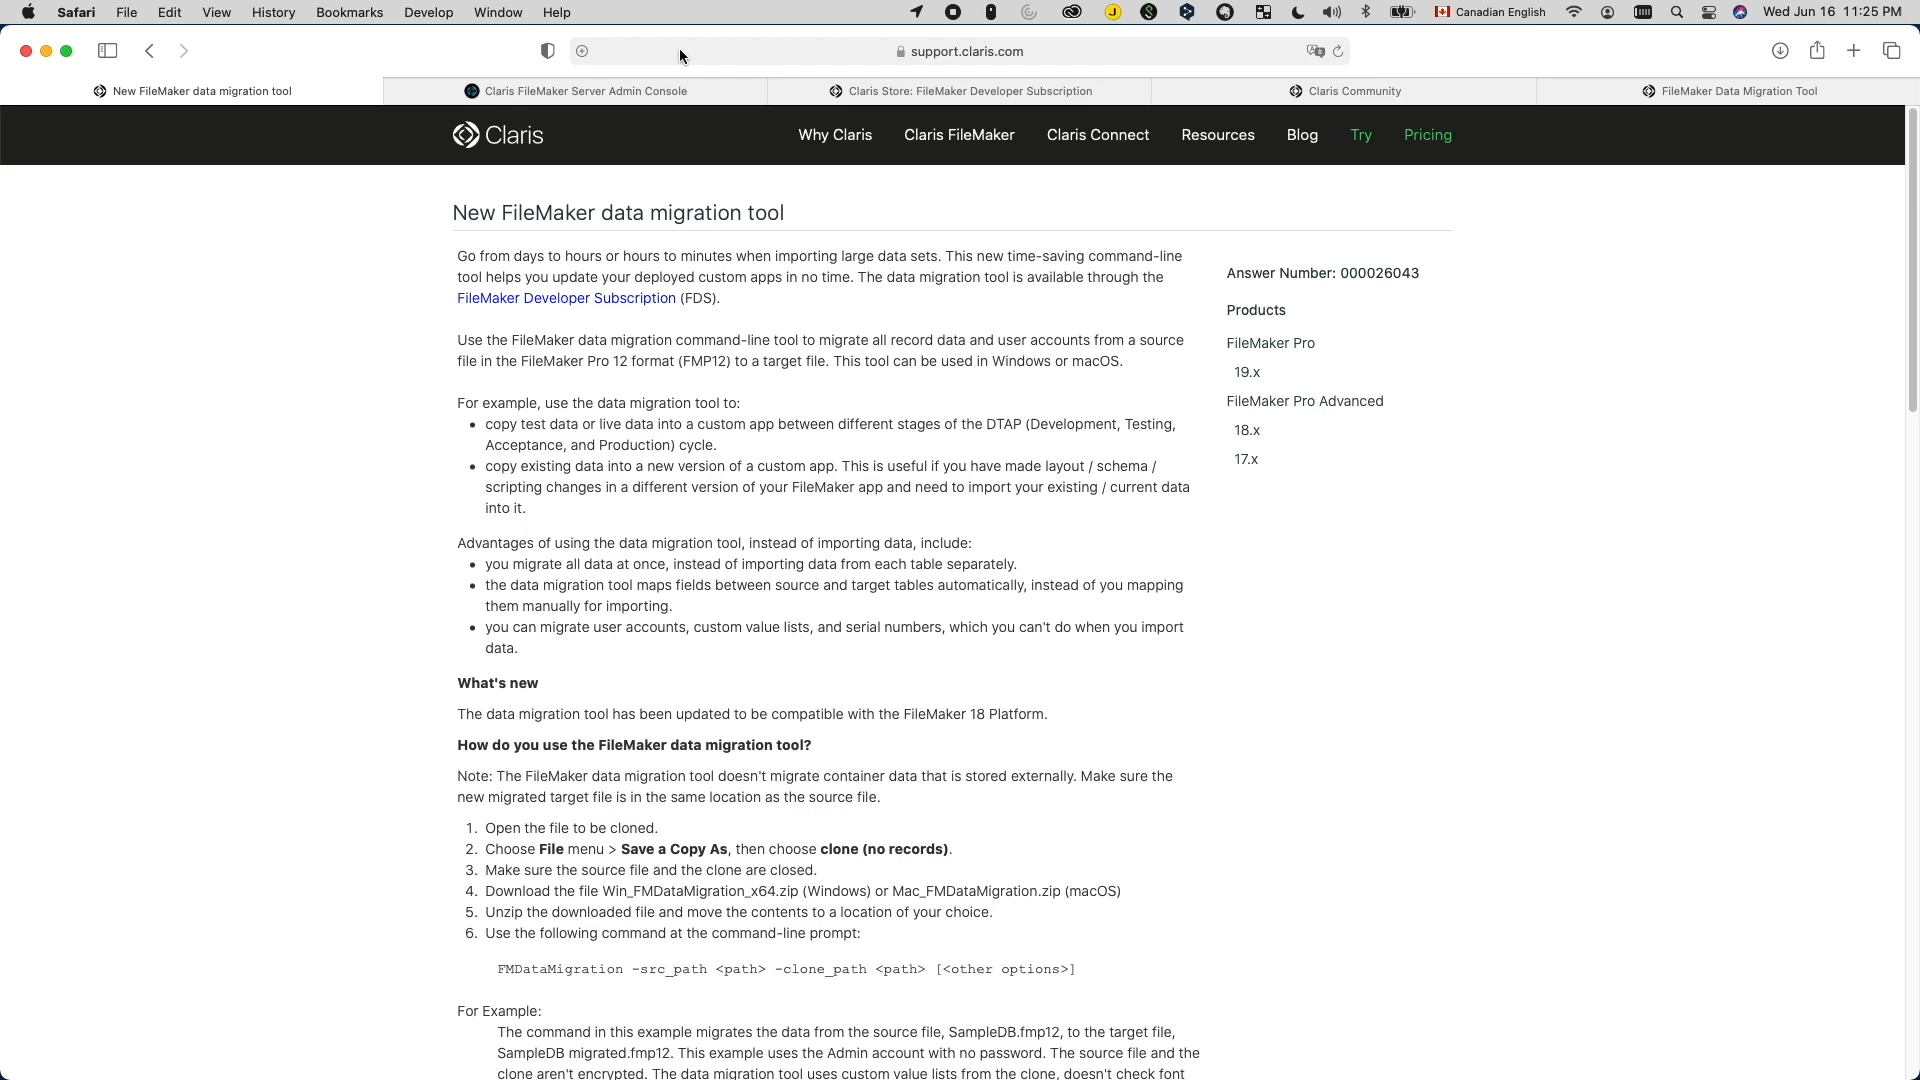 Safari File Edit View History Bookmarks Develop Window Help Canadian English Wed Jun 16 11:25 PM
support.claris.com
New FileMaker data migration tool
Claris FileMaker Server Admin Console
Claris Store: FileMaker Developer Subscription
Claris Community
FileMaker Data Migration Tool
Claris
Why Claris Claris FileMaker Claris Connect Resources Blog Try Pricing
New FileMaker data migration tool
Go from days to hours or hours to minutes when importing large data sets. This new time-saving command-line
tool helps you update your deployed custom apps in no time. The data migration tool is available through the
FileMaker Developer Subscription (FDS).
Use the FileMaker data migration command-line tool to migrate all record data and user accounts from a source
file in the FileMaker Pro 12 format (FMP12) to a target file. This tool can be used in Windows or macOS.
For example, use the data migration tool to:
• copy test data or live data into a custom app between different stages of the DTAP (Development, Testing,
Acceptance, and Production) cycle.
• copy existing data into a new version of a custom app. This is useful if you have made layout / schema /
scripting changes in a different version of your FileMaker app and need to import your existing / current data
into it.
Advantages of using the data migration tool, instead of importing data, include:
• you migrate all data at once, instead of importing data from each table separately.
• the data migration tool maps fields between source and target tables automatically, instead of you mapping
them manually for importing.
• you can migrate user accounts, custom value lists, and serial numbers, which you can't do when you import
data.
What's new
The data migration tool has been updated to be compatible with the FileMaker 18 Platform.
How do you use the FileMaker data migration tool?
Note: The FileMaker data migration tool doesn't migrate container data that is stored externally. Make sure the
new migrated target file is in the same location as the source file.
1. Open the file to be cloned.
2. Choose File menu > Save a Copy As, then choose clone (no records).
3. Make sure the source file and the clone are closed.
4. Download the file Win_FMDataMigration_x64.zip (Windows) or Mac_FMDataMigration.zip (macOS)
5. Unzip the downloaded file and move the contents to a location of your choice.
6. Use the following command at the command-line prompt:
FMDataMigration -src_path <path> -clone_path <path> [<other options>]
For Example:
The command in this example migrates the data from the source file, SampleDB.fmp12, to the target file,
SampleDB migrated.fmp12. This example uses the Admin account with no password. The source file and the
clone aren't encrypted. The data migration tool uses custom value lists from the clone, doesn't check font
Answer Number: 000026043
Products
FileMaker Pro
19.x
FileMaker Pro Advanced
18.x
17.x